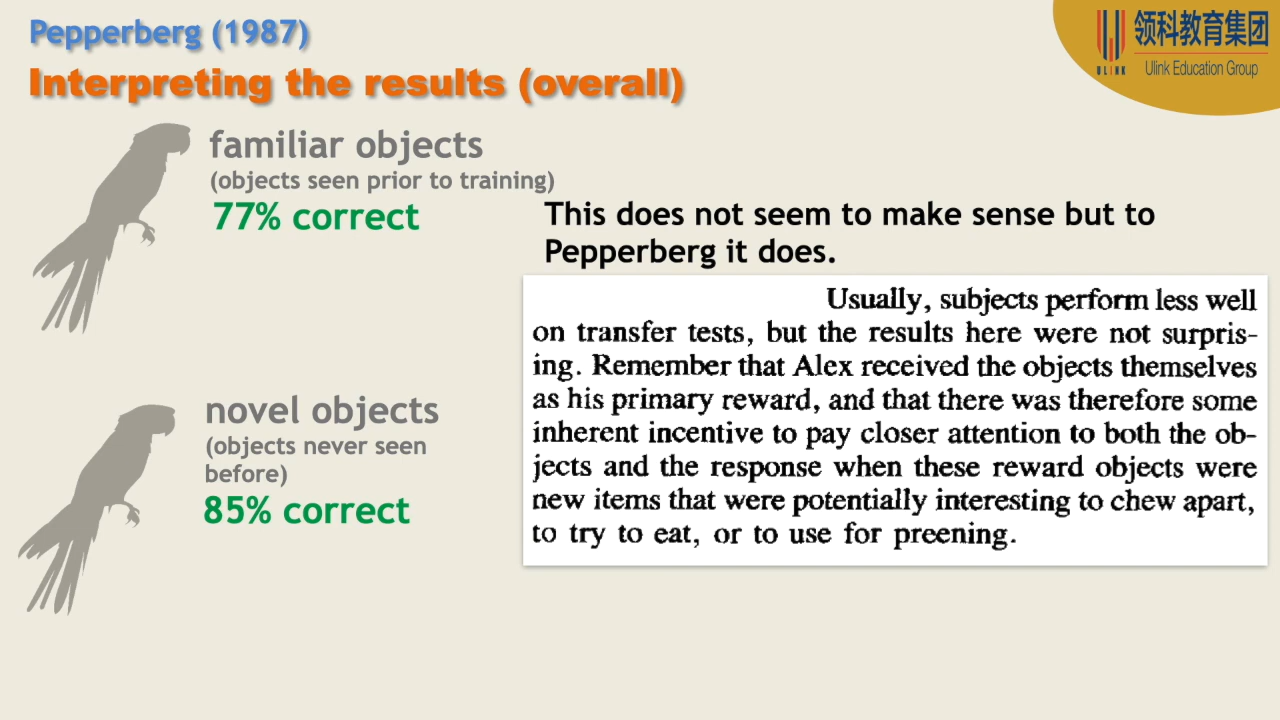 Pepperberg (1987)
领科教育集团
ULINK
Ulink Education Group
Interpreting the results (overall)
familiar objects
(objects seen prior to training)
77% correct
This does not seem to make sense but to
Pepperberg it does.
Usually, subjects perform less well
on transfer tests, but the results here were not surpris-
ing. Remember that Alex received the objects themselves
as his primary reward, and that there was therefore some
inherent incentive to pay closer attention to both the ob-
jects and the response when these reward objects were
new items that were potentially interesting to chew apart,
to try to eat, or to use for preening.
novel objects
(objects never seen
before)
85% correct